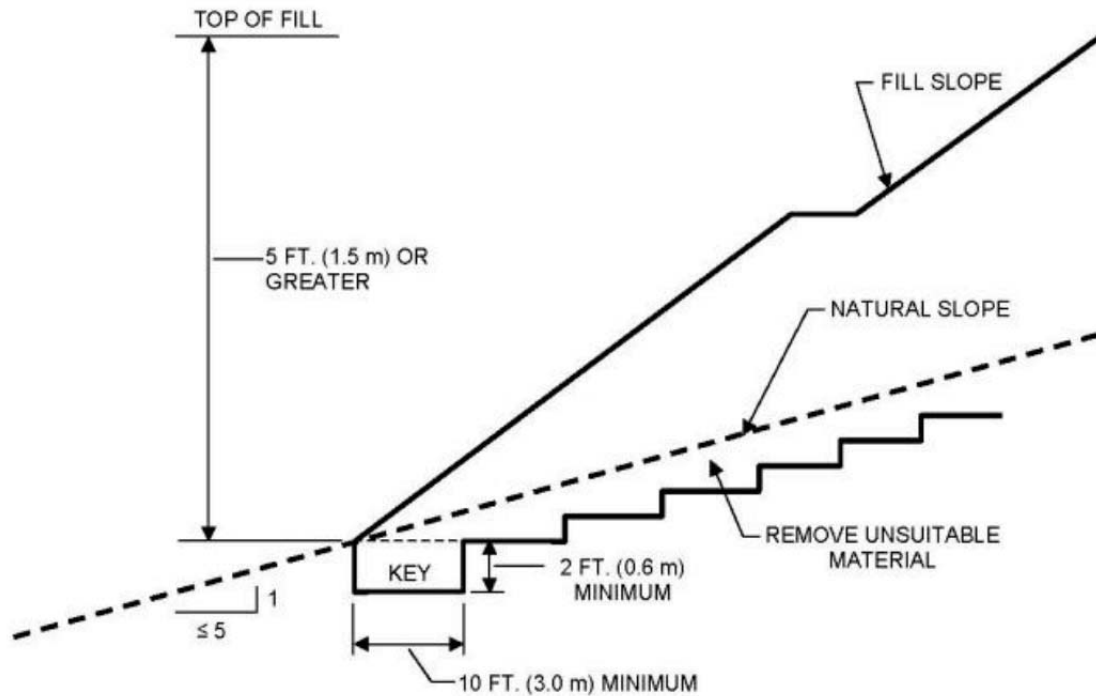 TOP OF FILL
FILL SLOPE
5 FT. (1.5 m) OR
GREATER
NATURAL SLOPE
REMOVE UNSUITABLE
MATERIAL
KEY
2 FT. (0.6 m)
MINIMUM
1
≤ 5
10 FT. (3.0 m) MINIMUM